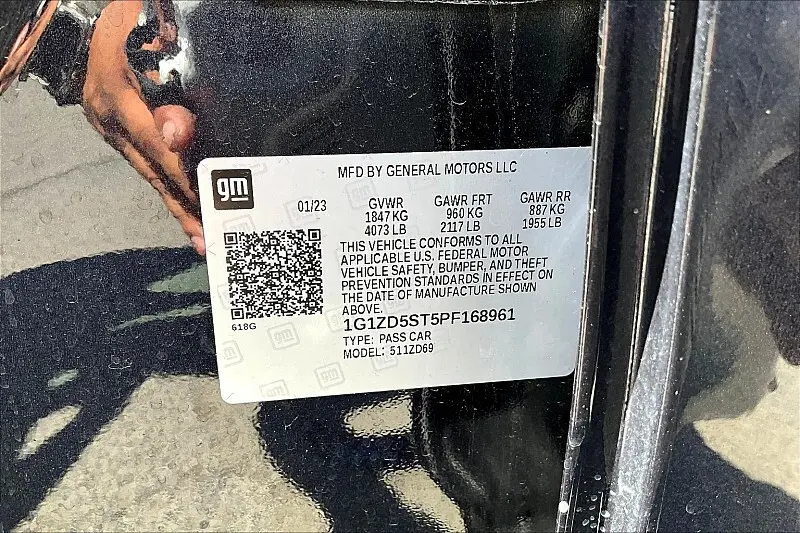 MFD BY GENERAL MOTORS LLC
gm
01/23 GVWR GAWR FRT GAWR RR
1847 KG 960 KG 887 KG
4073 LB 2117 LB 1955 LB
THIS VEHICLE CONFORMS TO ALL
APPLICABLE U.S. FEDERAL MOTOR
VEHICLE SAFETY, BUMPER, AND THEFT
PREVENTION STANDARDS IN EFFECT ON
THE DATE OF MANUFACTURE SHOWN
ABOVE.
618G
1G1ZD5ST5PF168961
TYPE: PASS CAR
MODEL: 511ZD69